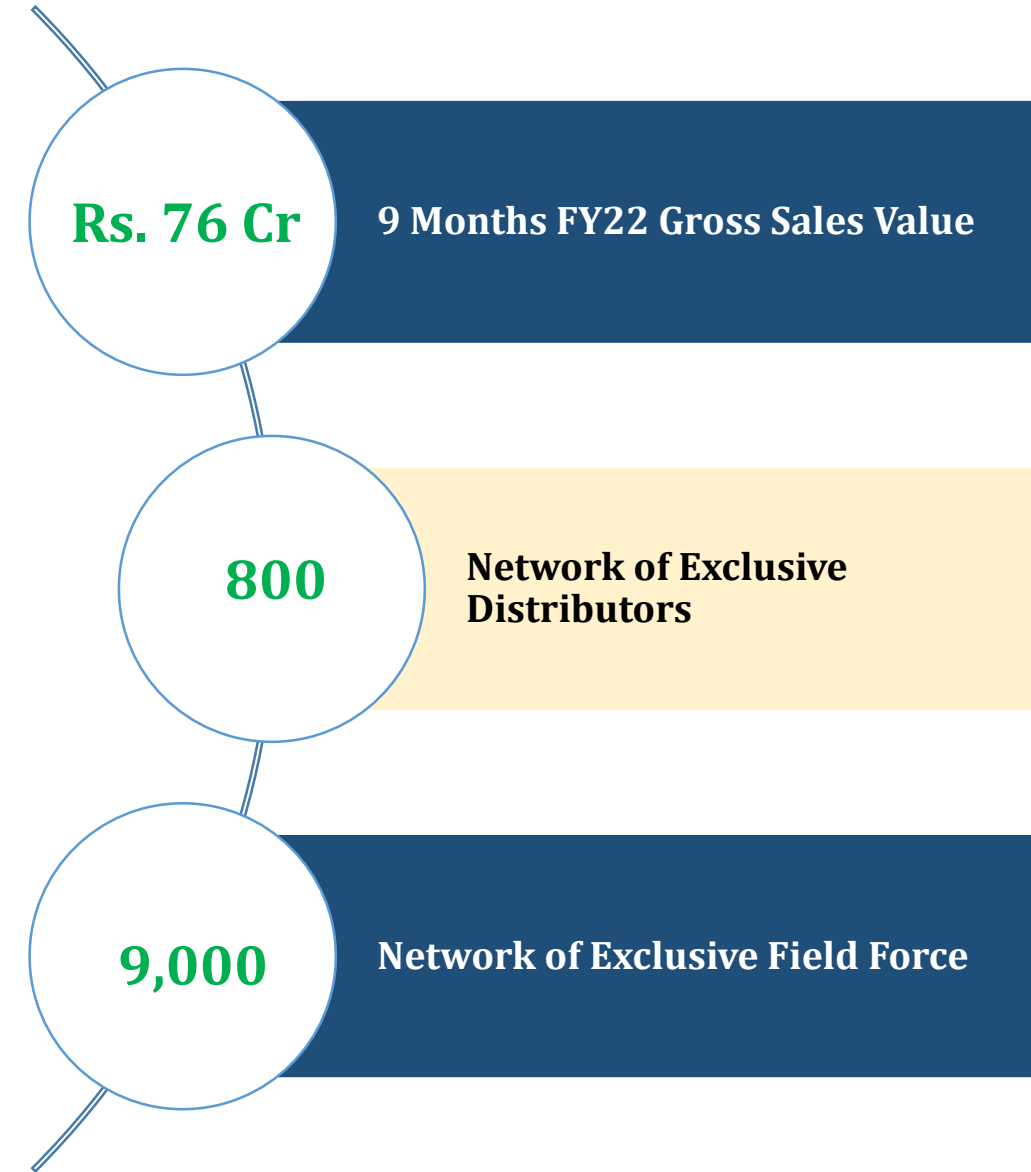 Rs. 76 Cr
9 Months FY22 Gross Sales Value
800
Network of Exclusive
Distributors
9,000
Network of Exclusive Field Force